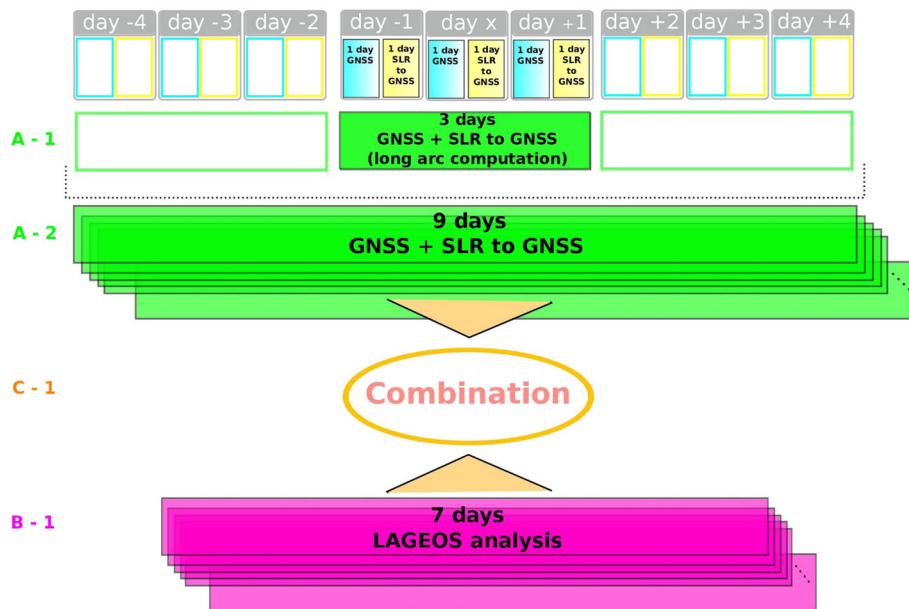 day -4 day -3 day -2 day -1 day x day +1 day +2 day +3 day +4
1 day 1 day 1 day 1 day 1 day 1 day
GNSS SLR GNSS SLR GNSS SLR
to to to
GNSS GNSS GNSS
A - 1
3 days
GNSS + SLR to GNSS
(long arc computation)
A - 2
9 days
GNSS + SLR to GNSS
C - 1
Combination
B - 1
7 days
LAGEOS analysis